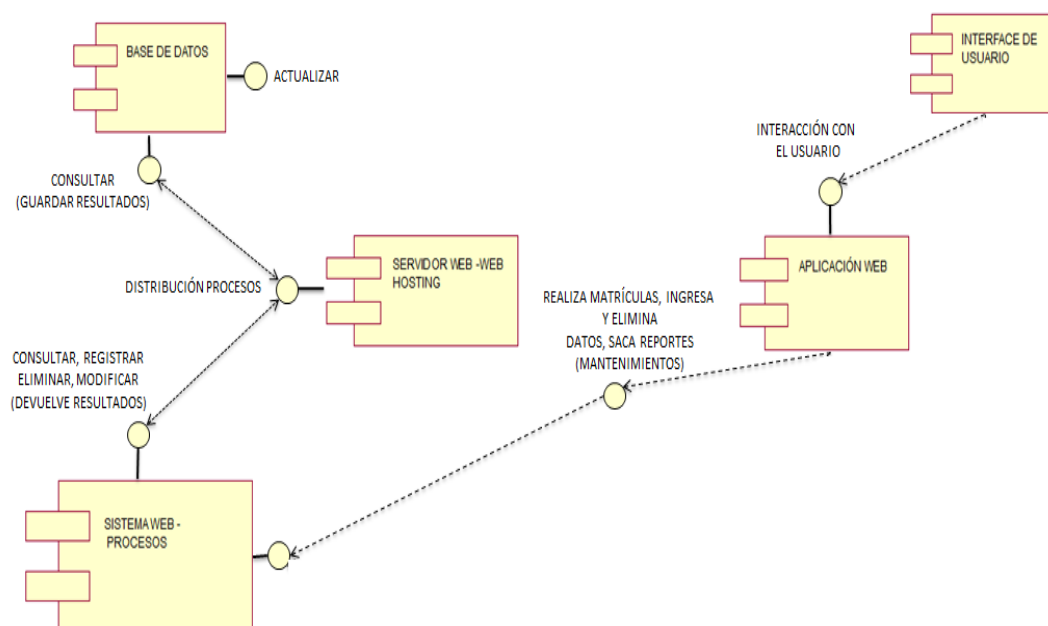 BASE DE DATOS
ACTUALIZAR
INTERFACE DE
USUARIO
INTERACCIÓN CON
EL USUARIO
CONSULTAR
(GUARDAR RESULTADOS)
SERVIDOR WEB -WEB
HOSTING
APLICACIÓN WEB
DISTRIBUCIÓN PROCESOS
REALIZA MATRÍCULAS, INGRESA
Y ELIMINA
DATOS, SACA REPORTES
(MANTENIMIENTOS)
CONSULTAR, REGISTRAR
ELIMINAR, MODIFICAR
(DEVUELVE RESULTADOS)
SISTEMA WEB -
PROCESOS